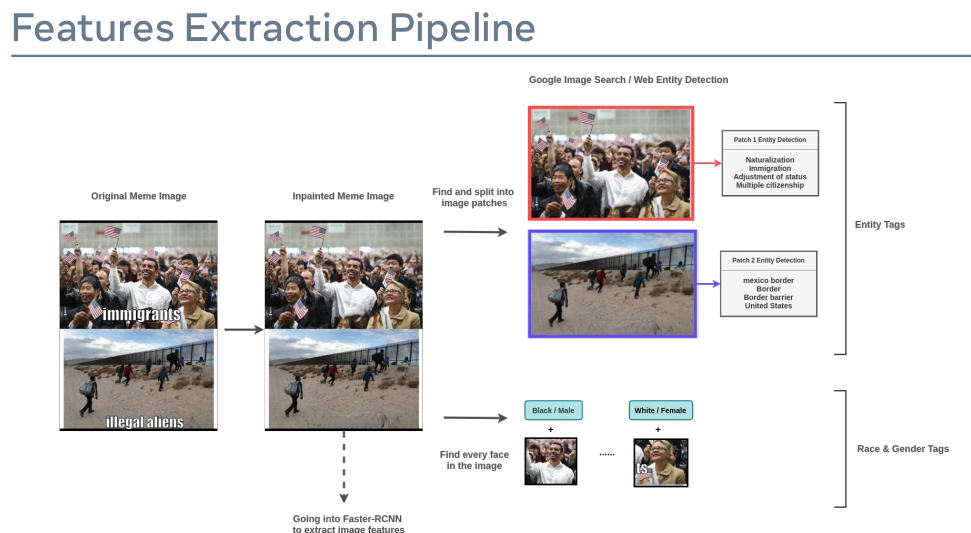 Features Extraction Pipeline
Google Image Search / Web Entity Detection
Original Meme Image
immigrants
illegal aliens
Inpainted Meme Image
Find and split into
image patches
Patch 1 Entity Detection
Naturalization
Immigration
Adjustment of status
Multiple citizenship
Patch 2 Entity Detection
mexico border
Border
Border barrier
United States
Entity Tags
Find every face
in the image
Black / Male
+
......
White / Female
+
ts
Race & Gender Tags
Going into Faster-RCNN
to extract image features